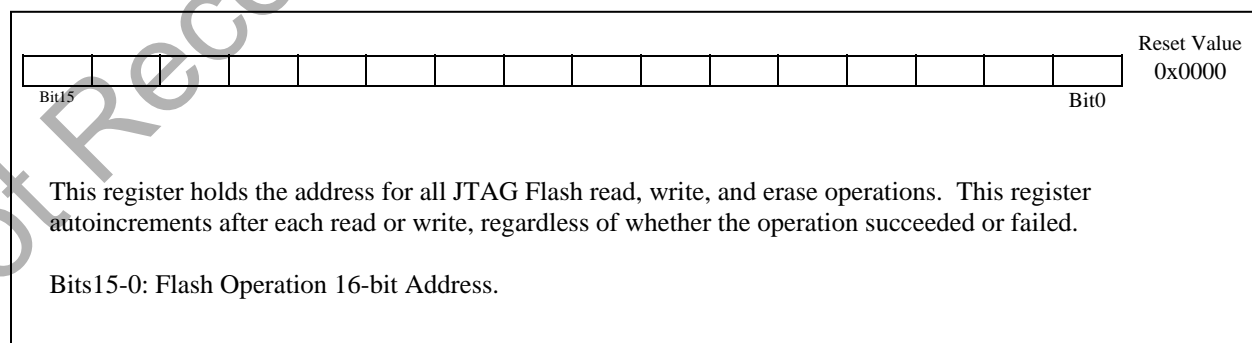 Reset Value
0x0000
Bit15
Bit0
This register holds the address for all JTAG Flash read, write, and erase operations.  This register
autoincrements after each read or write, regardless of whether the operation succeeded or failed.
Bits15-0: Flash Operation 16-bit Address.